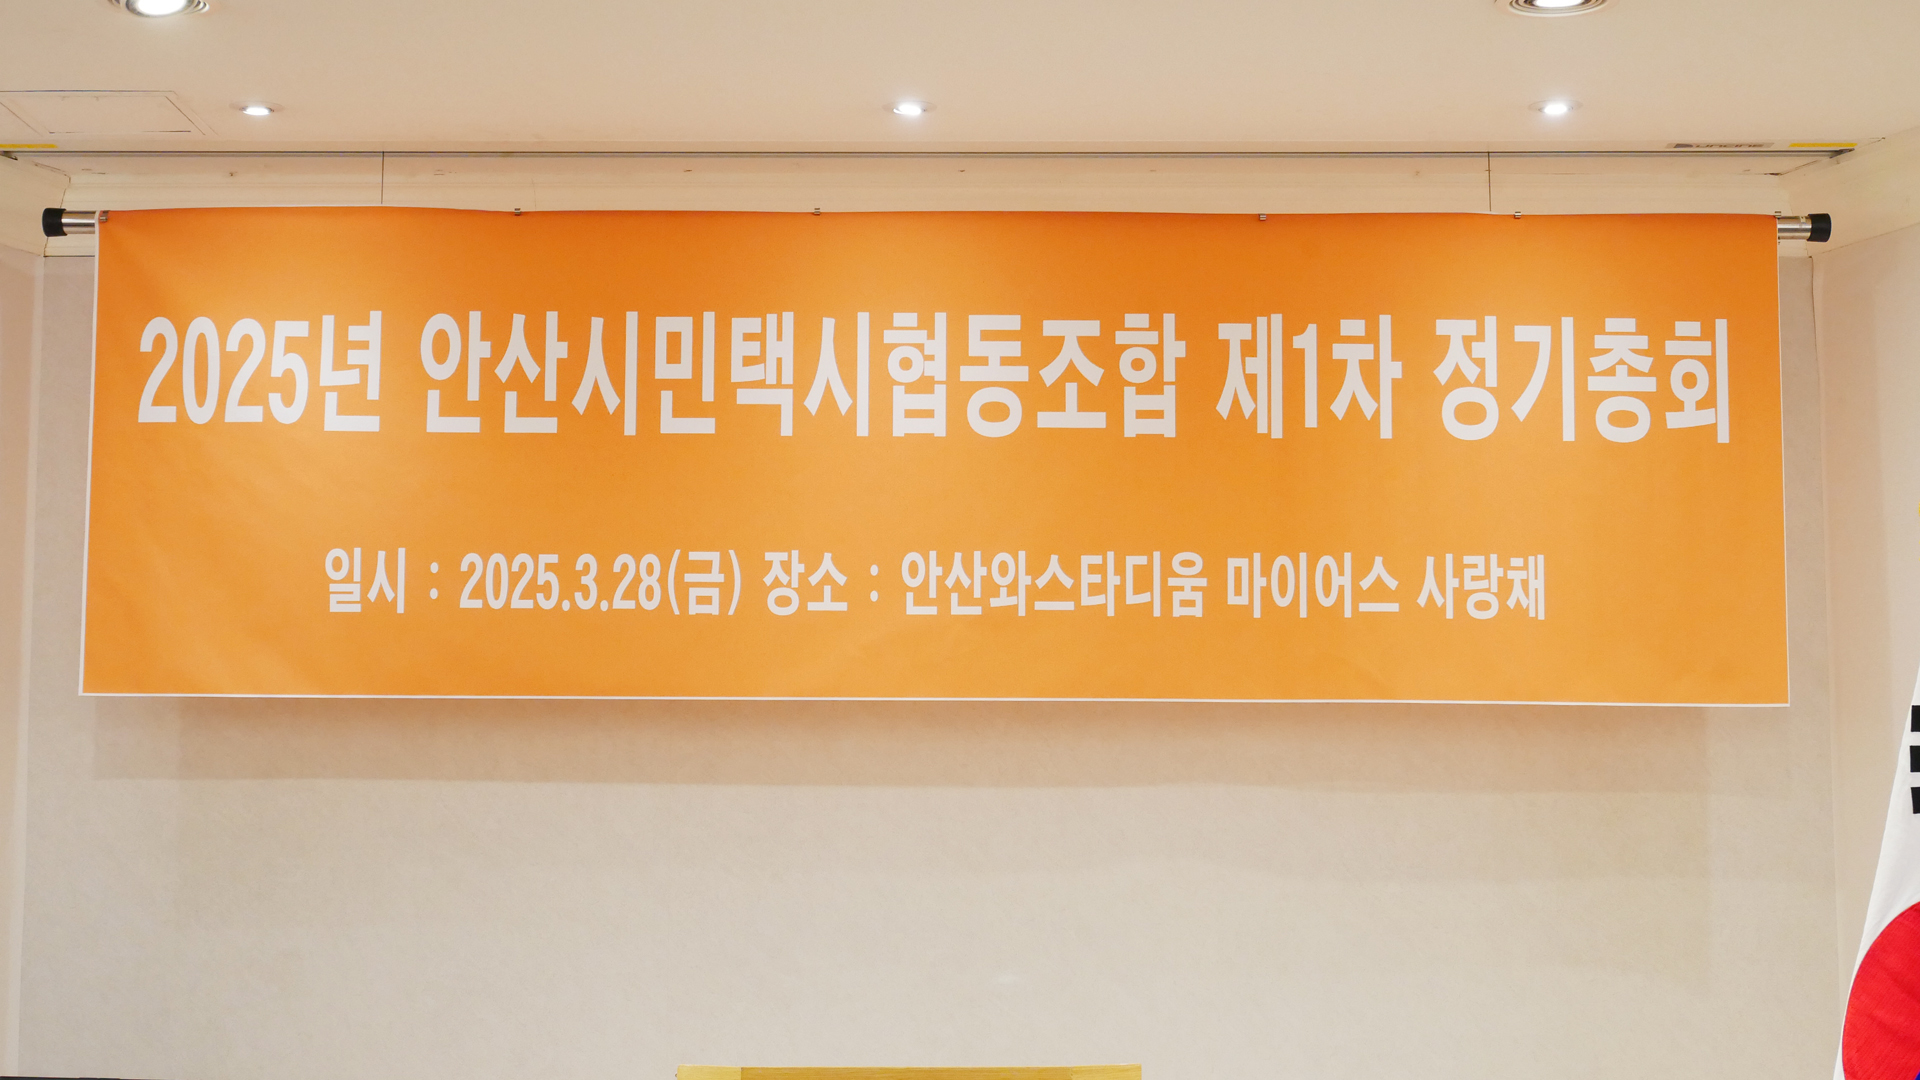 2025년 안산시민택시협동조합 제1차 정기총회
일시 : 2025.3.28(금) 장소 : 안산와스타디움 마이어스 사랑채